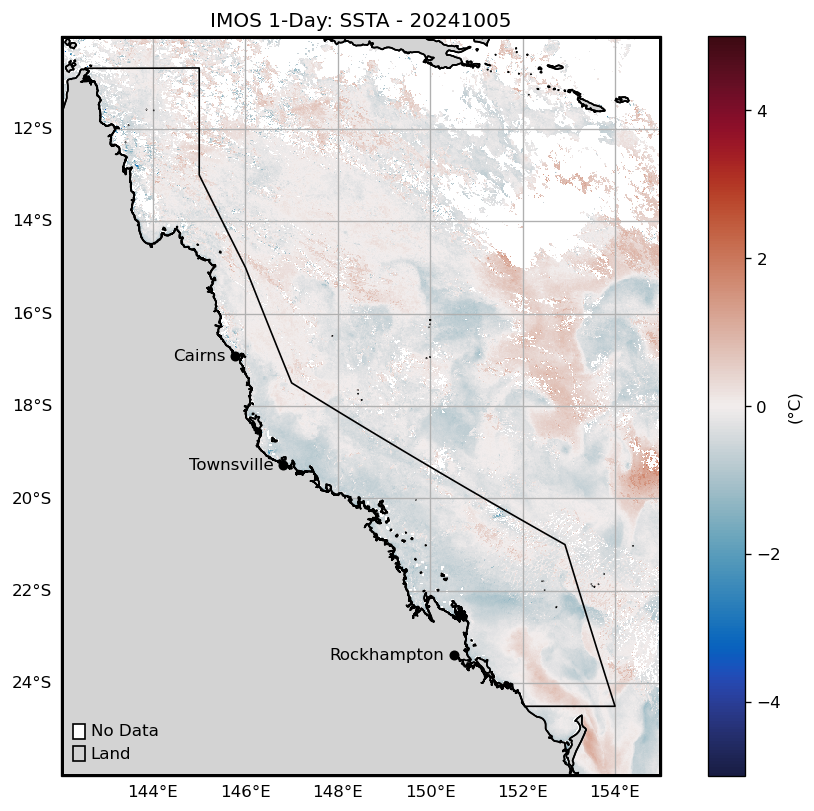 IMOS 1-Day: SSTA - 20241005
12°S
14°S
16°S
18°S
20°S
22°S
24°S
Cairns
Townsville
Rockhampton
No Data
Land
144°E 146°E 148°E 150°E 152°E 154°E
4
2
0
−2
−4
(°C)